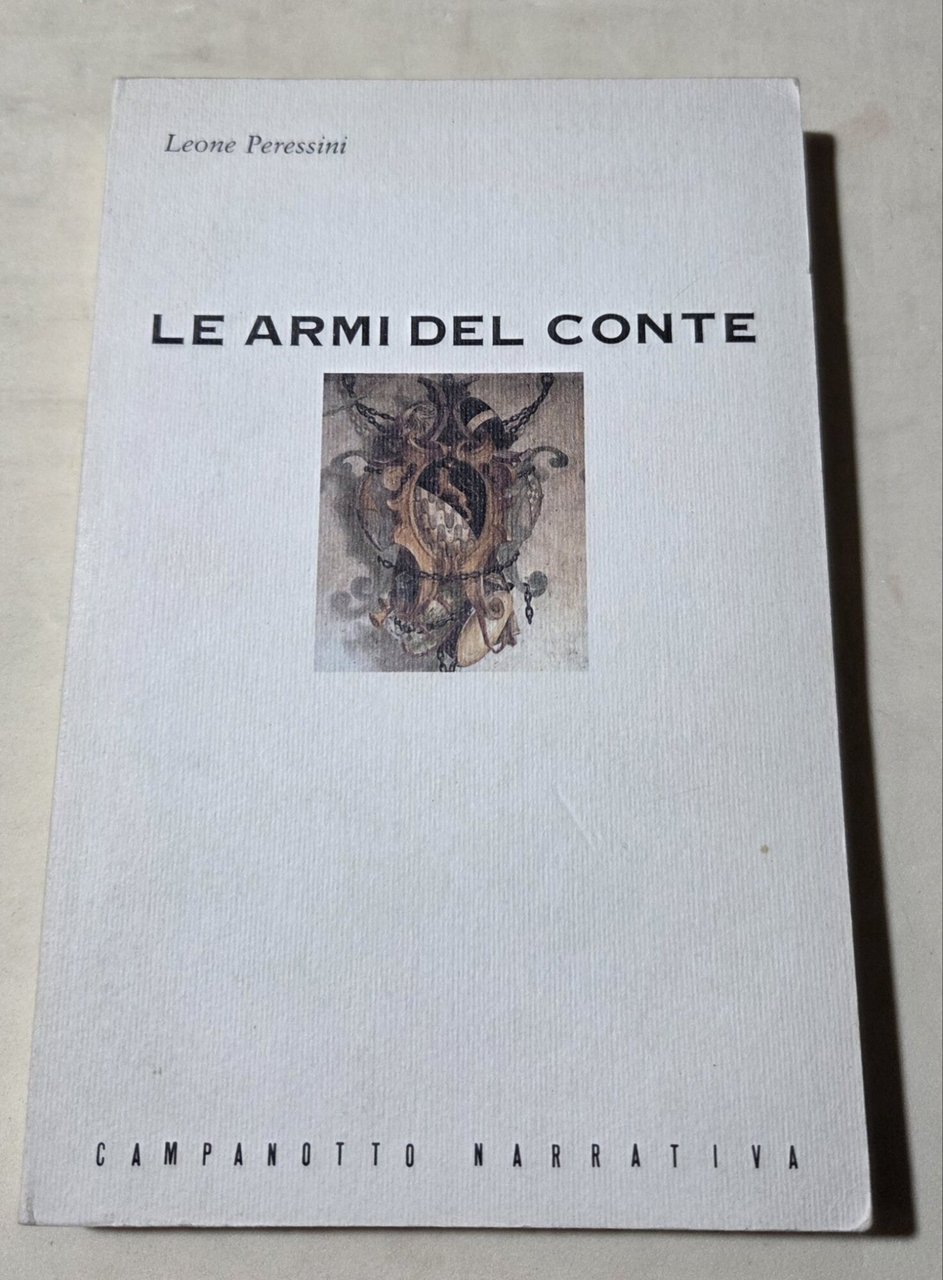 Leone Peressini
LE ARMI DEL CONTE
CAMPANOTTO NARRATIVA